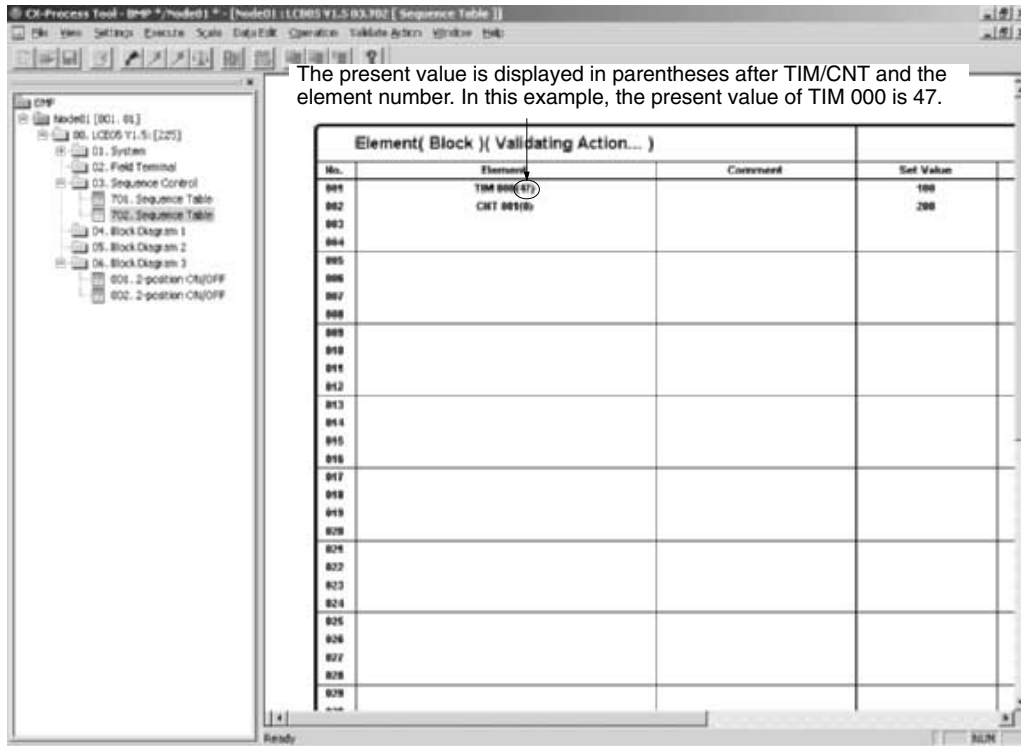 CX-Process Tool - BMP */Node01 * - [Node01 : LCB05 V1.5 03.702 [ Sequence Table ]]
File View Settings Execute Scale Data Edit Operation Validate Action Window Help
The present value is displayed in parentheses after TIM/CNT and the
element number. In this example, the present value of TIM 000 is 47.
Node01 [001. 01]
00. LCB05 V1.5: [225]
01. System
02. Field Terminal
03. Sequence Control
701. Sequence Table
702. Sequence Table
04. Block Diagram 1
05. Block Diagram 2
06. Block Diagram 3
001. 2-position ON/OFF
002. 2-position ON/OFF
Element( Block )( Validating Action... )
No. Element Comment Set Value
001 TIM 000(47) 100
002 CNT 001(0) 200
003
004
005
006
007
008
009
010
011
012
013
014
015
016
017
018
019
020
021
022
023
024
025
026
027
028
029
Ready NUM